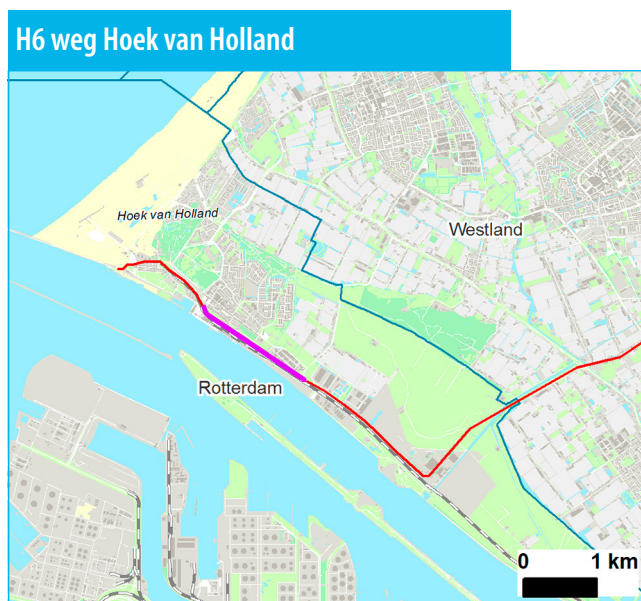 H6 weg Hoek van Holland
Hoek van Holland
Westland
Rotterdam
0 1 km